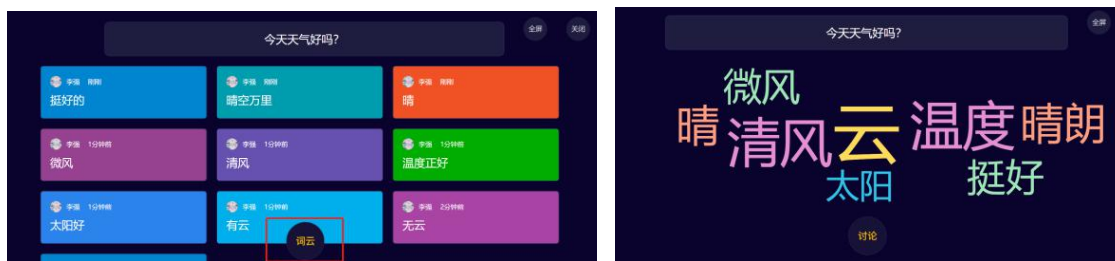 今天天气好吗?
全屏
关闭
李强 刚刚
挺好的
李强 刚刚
晴空万里
李强 刚刚
晴
李强 1分钟前
微风
李强 1分钟前
清风
李强 1分钟前
温度正好
李强 1分钟前
太阳好
李强 1分钟前
有云
李强 2分钟前
无云
词云
今天天气好吗?
全屏
微风
晴
清风
云
温度
晴朗
太阳
挺好
讨论